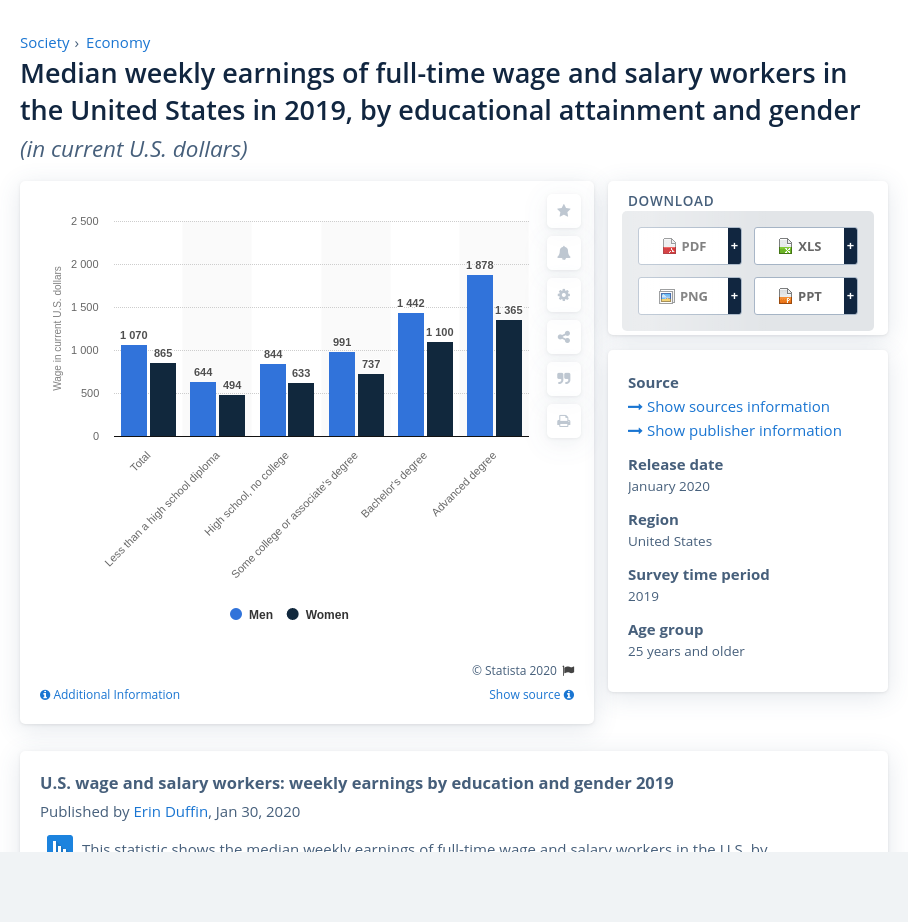 Society › Economy
Median weekly earnings of full-time wage and salary workers in
the United States in 2019, by educational attainment and gender
(in current U.S. dollars)
Wage in current U.S. dollars
2 500
2 000
1 500
1 000
500
0
1 070
865
644
494
844
633
991
737
1 442
1 100
1 878
1 365
Total
Less than a high school diploma
High school, no college
Some college or associate's degree
Bachelor's degree
Advanced degree
Men Women
© Statista 2020
Additional Information
Show source
DOWNLOAD
PDF + XLS +
PNG + PPT +
Source
Show sources information
Show publisher information
Release date
January 2020
Region
United States
Survey time period
2019
Age group
25 years and older
U.S. wage and salary workers: weekly earnings by education and gender 2019
Published by Erin Duffin, Jan 30, 2020
This statistic shows the median weekly earnings of full-time wage and salary workers in the U.S. by